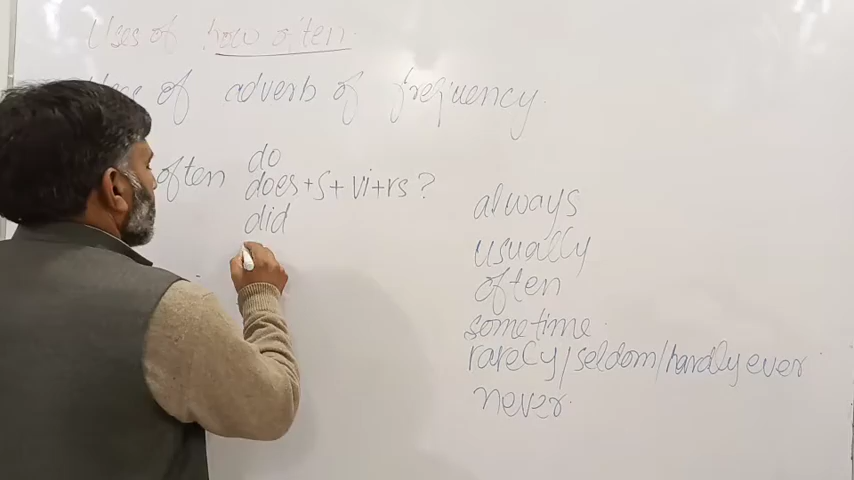 Uses of how often.
of adverb of frequency.
often do
does+S+VI+rs?
did
always
usually
often
sometime
rarely/seldom/hardly ever
never.